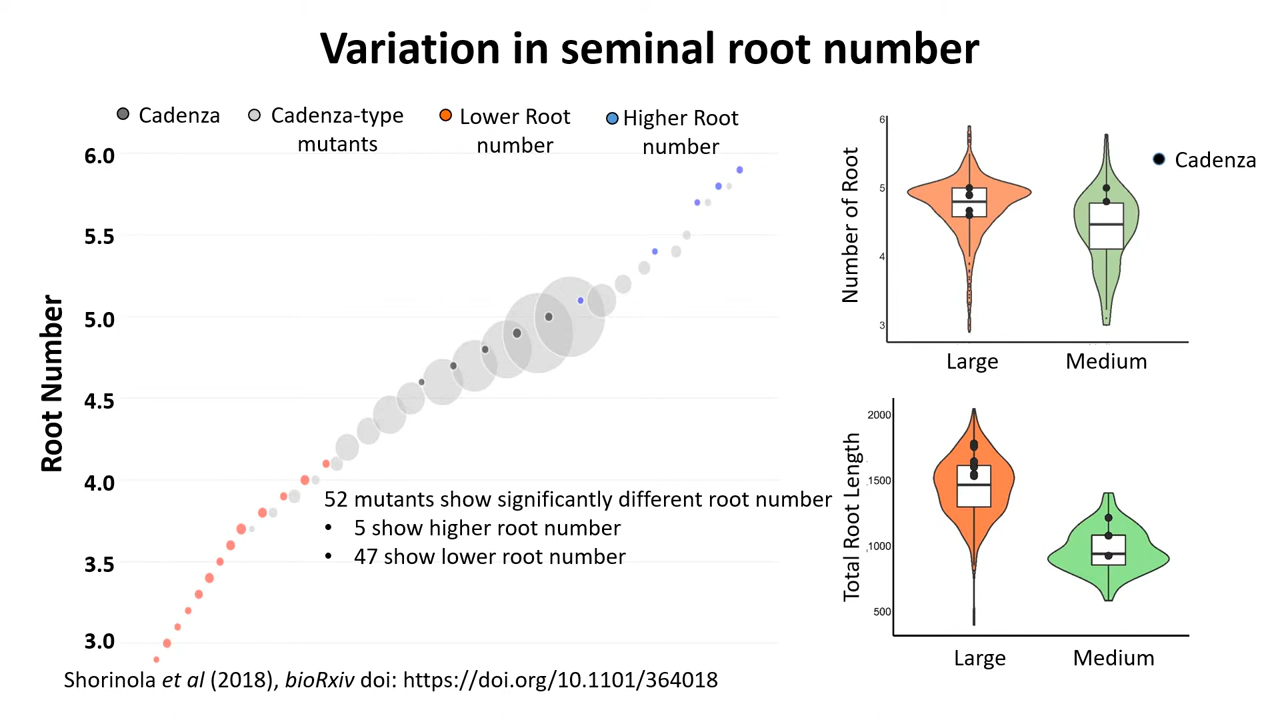 Variation in seminal root number
Cadenza
Cadenza-type
mutants
Lower Root
number
Higher Root
number
Root Number
6.0
5.5
5.0
4.5
4.0
3.5
3.0
52 mutants show significantly different root number
• 5 show higher root number
• 47 show lower root number
Number of Root
6
5
4
3
Large
Medium
Cadenza
Total Root Length
2000
1500
1000
500
Large
Medium
Shorinola et al (2018), bioRxiv doi: https://doi.org/10.1101/364018